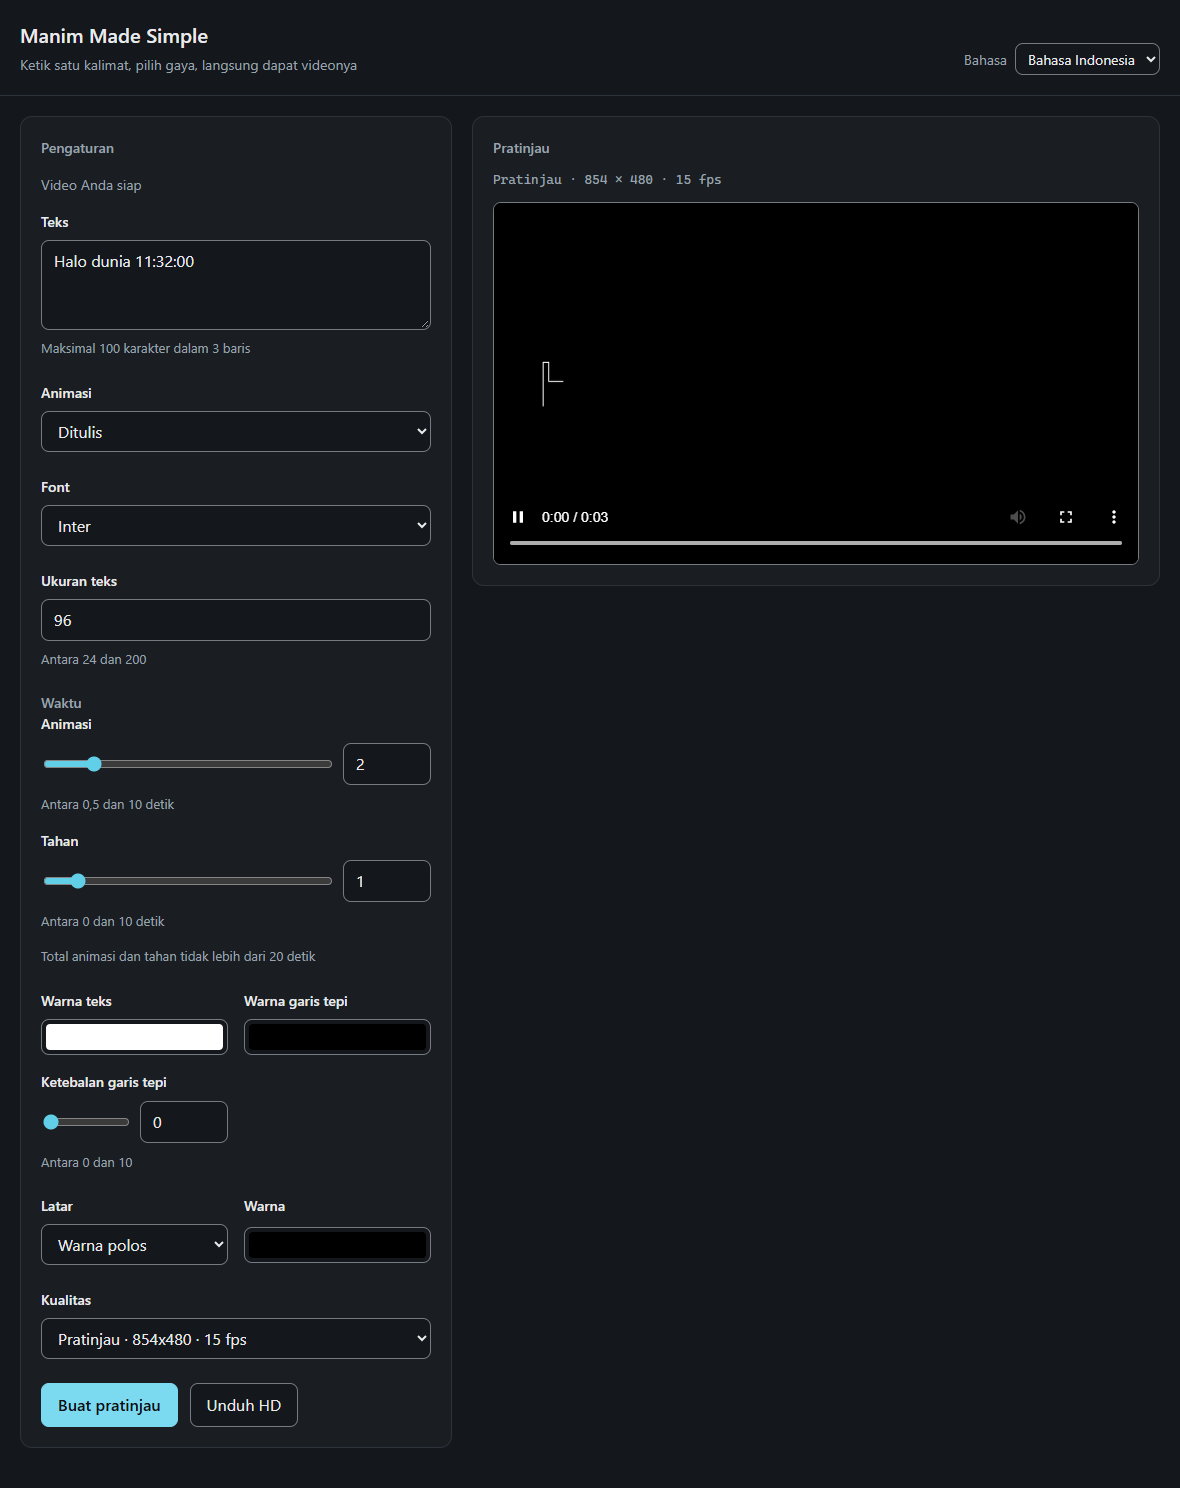 Manim Made Simple
Ketik satu kalimat, pilih gaya, langsung dapat videonya
Bahasa
Bahasa Indonesia
Pengaturan
Video Anda siap
Teks
Halo dunia 11:32:00
Maksimal 100 karakter dalam 3 baris
Animasi
Ditulis
Font
Inter
Ukuran teks
96
Antara 24 dan 200
Waktu
Animasi
2
Antara 0,5 dan 10 detik
Tahan
1
Antara 0 dan 10 detik
Total animasi dan tahan tidak lebih dari 20 detik
Warna teks
Warna garis tepi
Ketebalan garis tepi
0
Antara 0 dan 10
Latar
Warna
Warna polos
Kualitas
Pratinjau · 854x480 · 15 fps
Buat pratinjau
Unduh HD
Pratinjau
Pratinjau · 854 × 480 · 15 fps
0:00 / 0:03